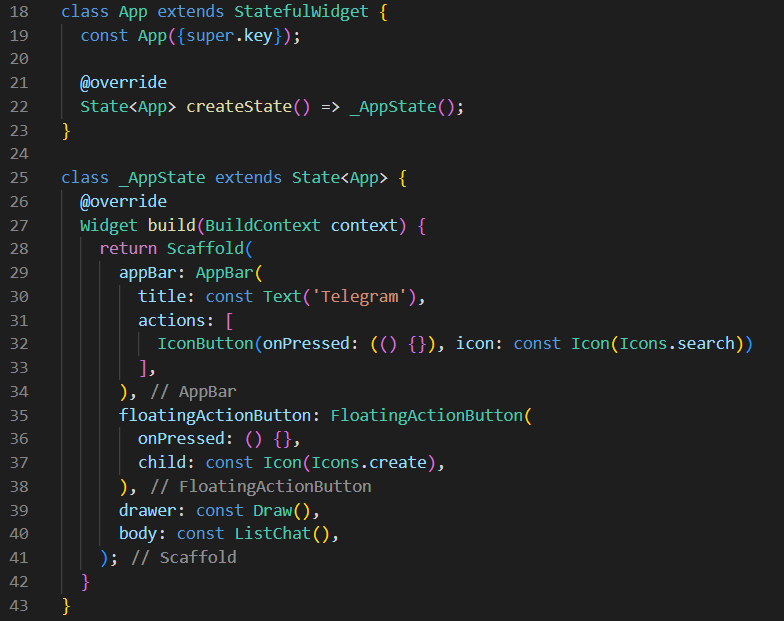 18 class App extends StatefulWidget {
19   const App({super.key});
20
21   @override
22   State<App> createState() => _AppState();
23 }
24
25 class _AppState extends State<App> {
26   @override
27   Widget build(BuildContext context) {
28     return Scaffold(
29       appBar: AppBar(
30         title: const Text('Telegram'),
31         actions: [
32           IconButton(onPressed: (() {}), icon: const Icon(Icons.search))
33         ],
34       ), // AppBar
35       floatingActionButton: FloatingActionButton(
36         onPressed: () {},
37         child: const Icon(Icons.create),
38       ), // FloatingActionButton
39       drawer: const Draw(),
40       body: const ListChat(),
41     ); // Scaffold
42   }
43 }